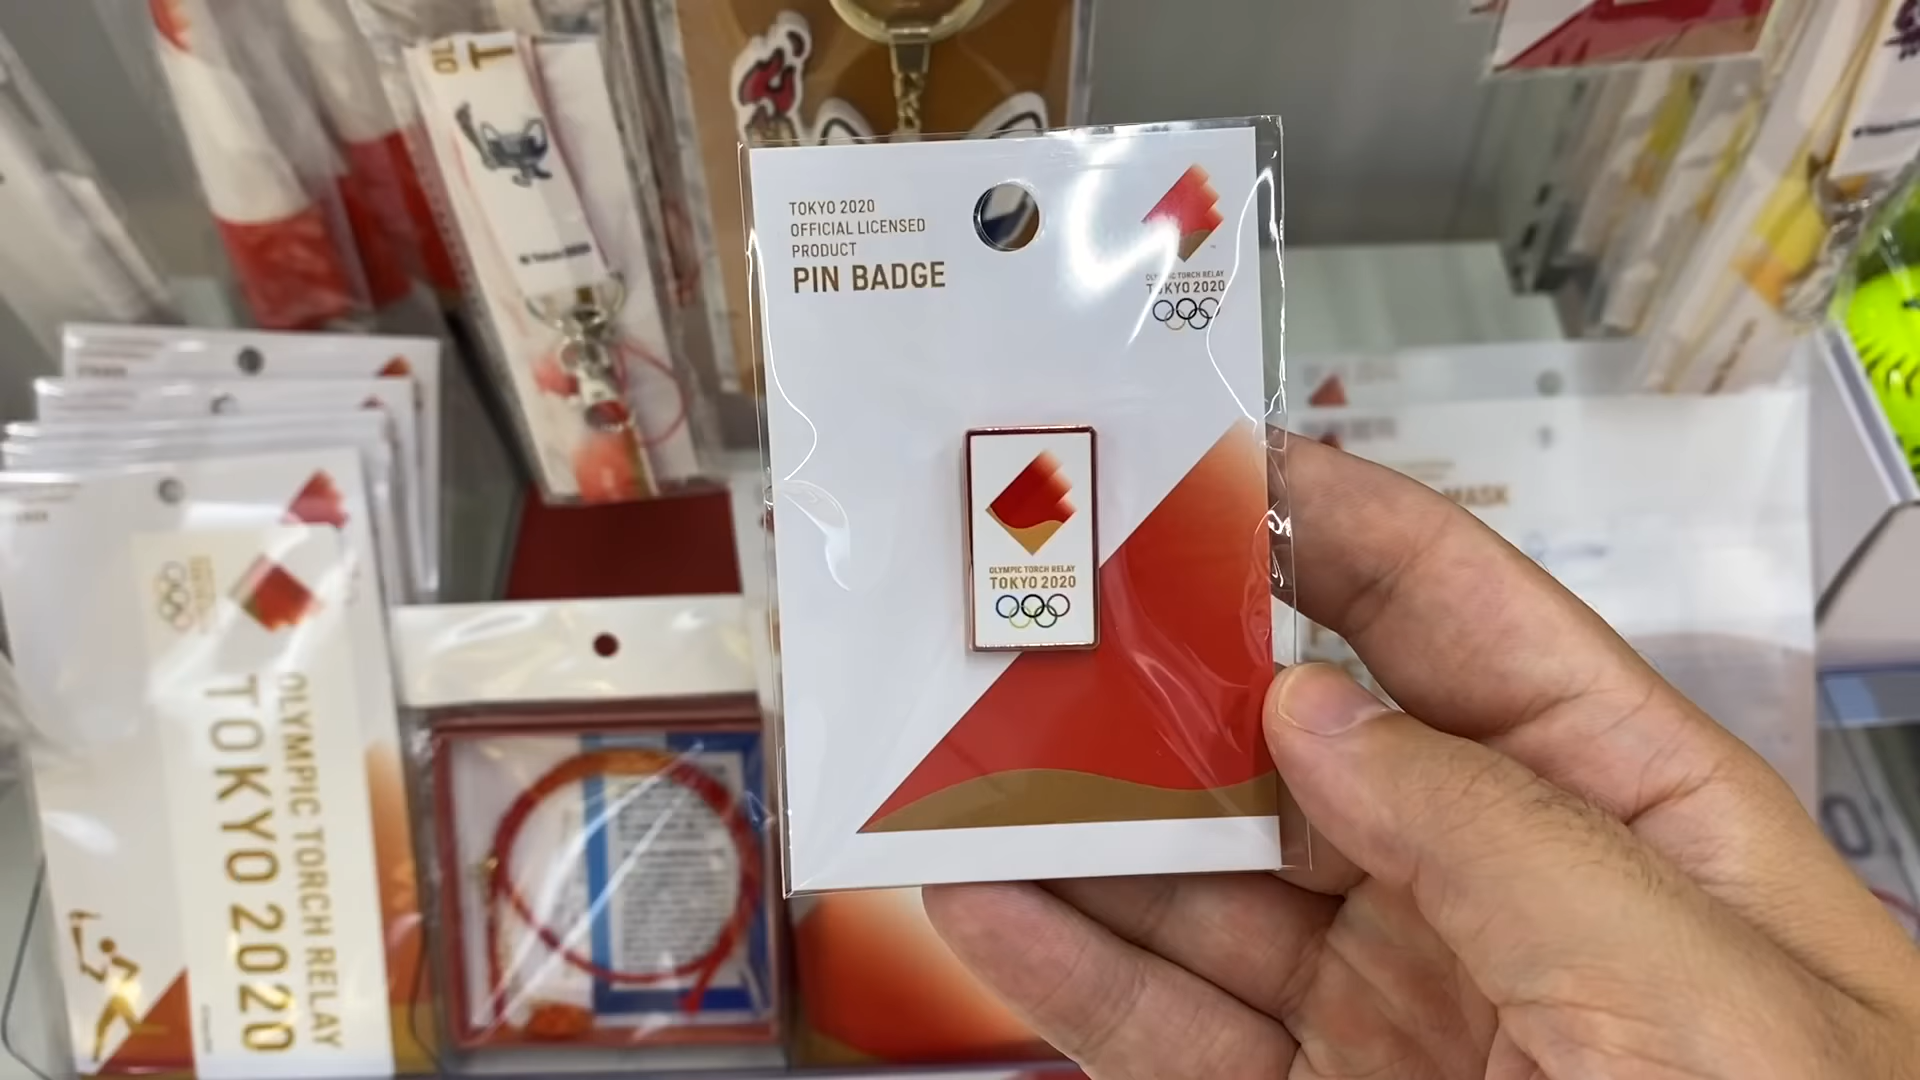 TOKYO 2020
OFFICIAL LICENSED
PRODUCT
PIN BADGE
OLYMPIC TORCH RELAY
TOKYO 2020
OLYMPIC TORCH RELAY
TOKYO 2020
OLYMPIC TORCH RELAY
TOKYO 2020
MASK